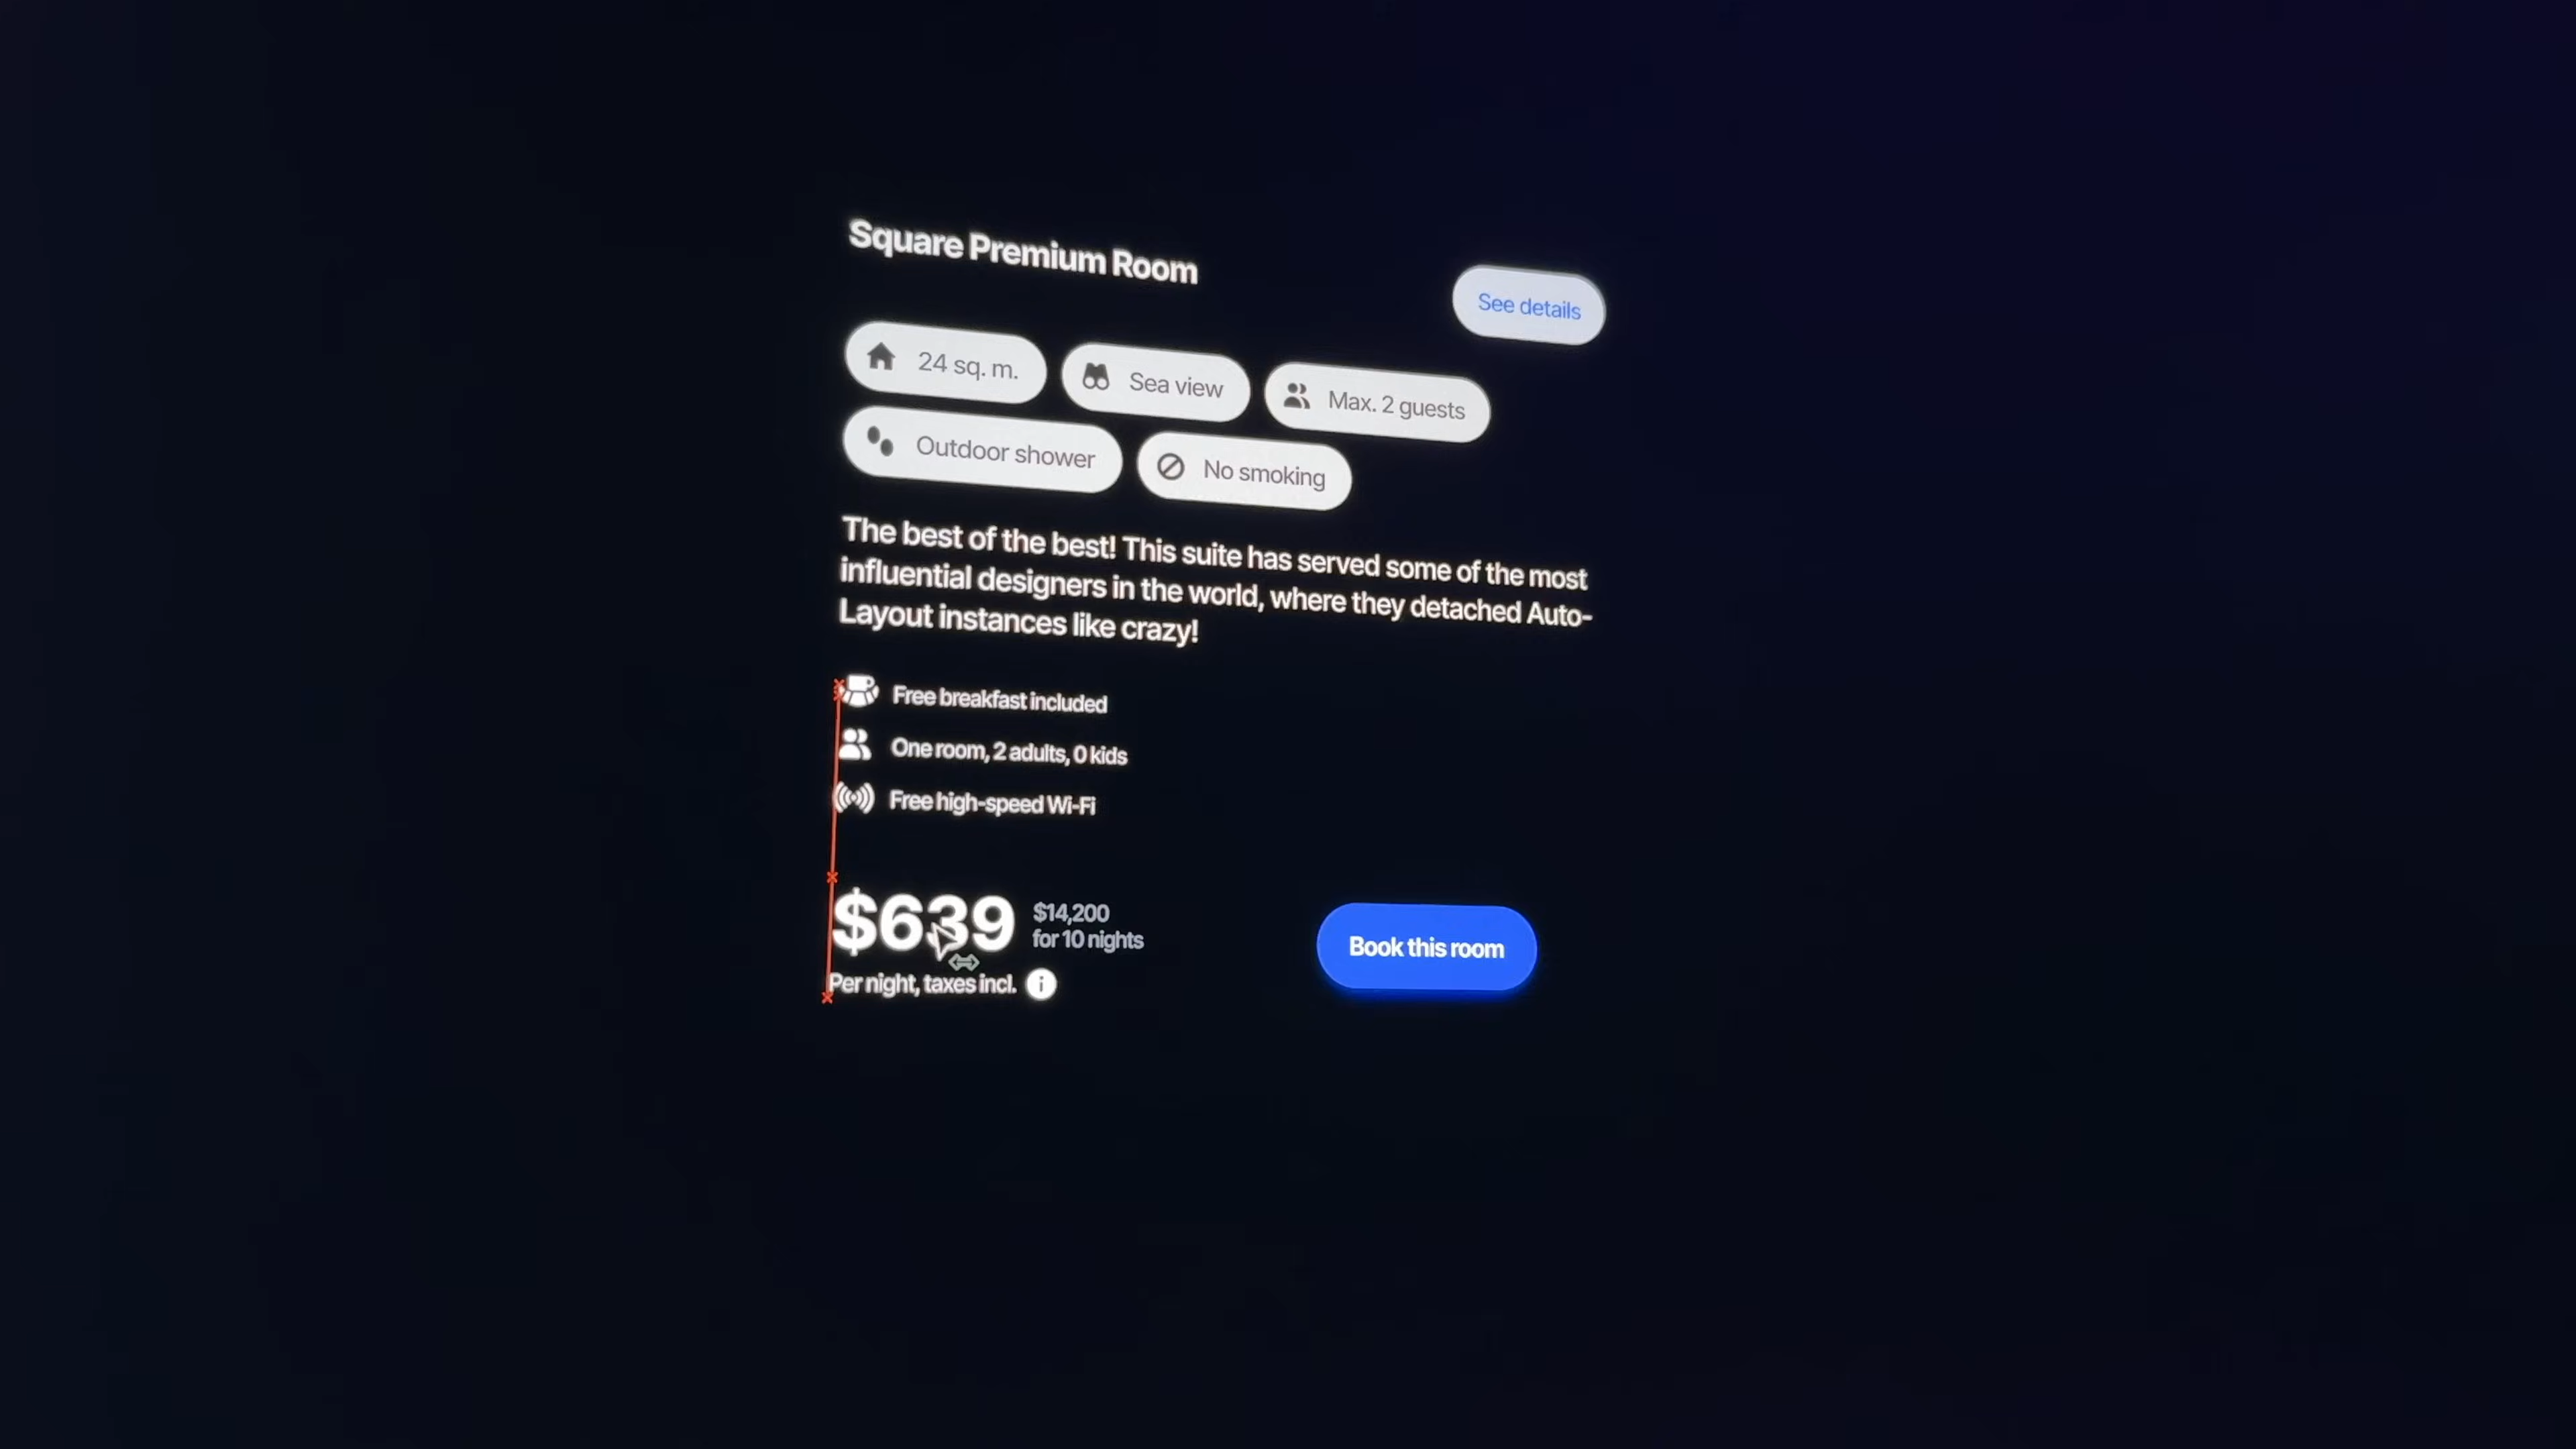 Square Premium Room
See details
24 sq. m.
Sea view
Max. 2 guests
Outdoor shower
No smoking
The best of the best! This suite has served some of the most
influential designers in the world, where they detached Auto-
Layout instances like crazy!
Free breakfast included
One room, 2 adults, 0 kids
Free high-speed Wi-Fi
$639
$14,200
for 10 nights
Book this room
Per night, taxes incl.